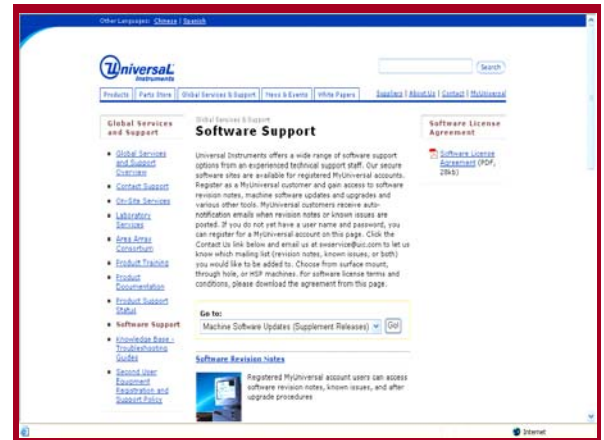 Other Languages: Chinese | Spanish
Universal
Instruments
Search
Products
Parts Store
Global Services & Support
News & Events
White Papers
Suppliers | About Us | Contact | MyUniversal
Global Services
and Support
Global Services
and Support
Overview
Contact Support
On-Site Services
Laboratory
Services
Area Array
Consortium
Product Training
Product
Documentation
Product Support
Status
Software Support
Knowledge Base -
Troubleshooting
Guides
Second User
Equipment
Registration and
Support Policy
Global Services & Support
Software Support
Universal Instruments offers a wide range of software support
options from an experienced technical support staff. Our secure
software sites are available for registered MyUniversal accounts.
Register as a MyUniversal customer and gain access to software
revision notes, machine software updates and upgrades and
various other tools. MyUniversal customers receive auto-
notification emails when revision notes or known issues are
posted. If you do not yet have a user name and password, you
can register for a MyUniversal account on this page. Click the
Contact Us link below and email us at swservice@uic.com to let us
know which mailing list (revision notes, known issues, or both)
you would like to be added to. Choose from surface mount,
through hole, or HSP machines. For software license terms and
conditions, please download the agreement from this page.
Go to:
Machine Software Updates (Supplement Releases)
Go!
Software Revision Notes
Registered MyUniversal account users can access
software revision notes, known issues, and after
upgrade procedures
Software License
Agreement
Software License
Agreement (PDF,
28kb)
Internet